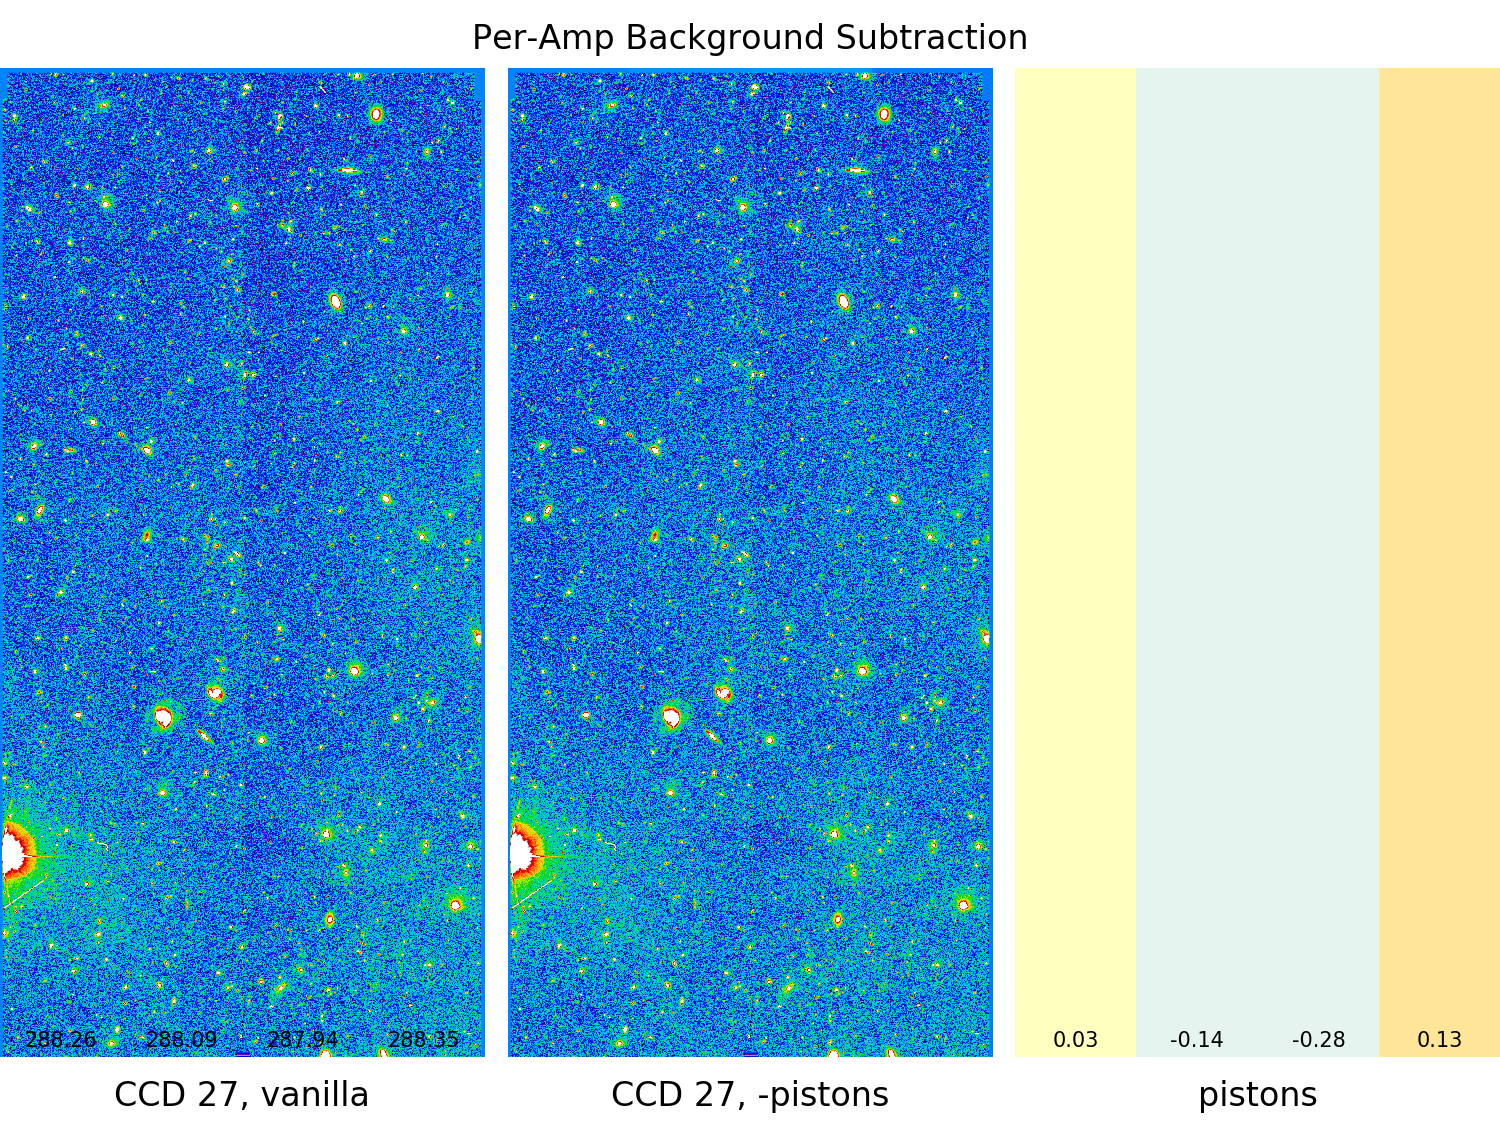 Per-Amp Background Subtraction
288.26 288.09 287.94 288.35
0.03 -0.14 -0.28 0.13
CCD 27, vanilla
CCD 27, -pistons
pistons